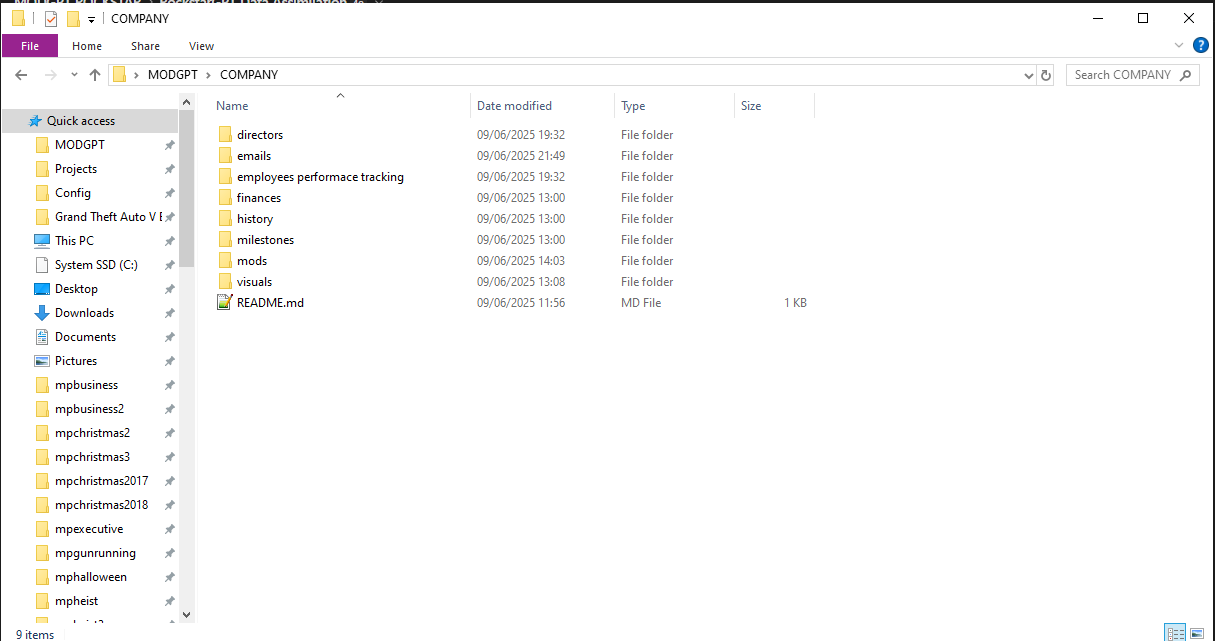 COMPANY
File Home Share View
MODGPT › COMPANY
Search COMPANY
Name Date modified Type Size
Quick access
MODGPT
Projects
Config
Grand Theft Auto V E
This PC
System SSD (C:)
Desktop
Downloads
Documents
Pictures
mpbusiness
mpbusiness2
mpchristmas2
mpchristmas3
mpchristmas2017
mpchristmas2018
mpexecutive
mpgunrunning
mphalloween
mpheist
directors 09/06/2025 19:32 File folder
emails 09/06/2025 21:49 File folder
employees performace tracking 09/06/2025 19:32 File folder
finances 09/06/2025 13:00 File folder
history 09/06/2025 13:00 File folder
milestones 09/06/2025 13:00 File folder
mods 09/06/2025 14:03 File folder
visuals 09/06/2025 13:08 File folder
README.md 09/06/2025 11:56 MD File 1 KB
9 items